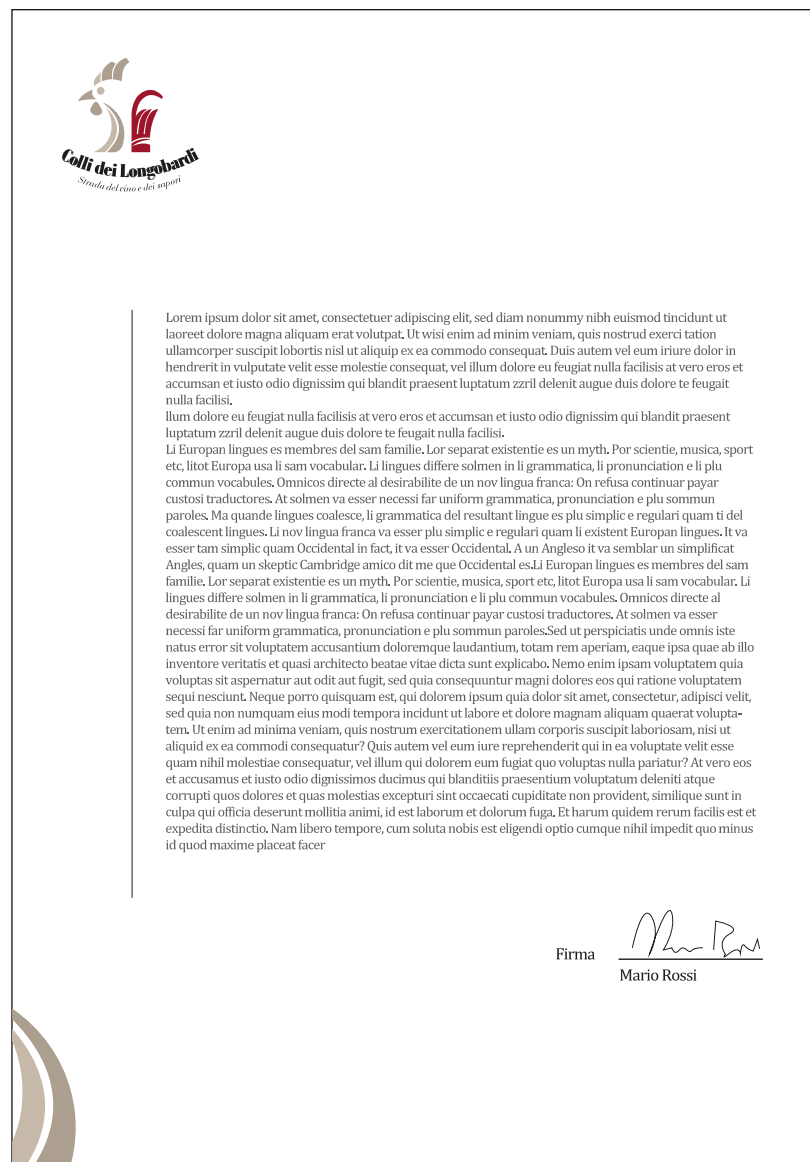 Colli dei Longobardi
Strada del vino e dei sapori
Lorem ipsum dolor sit amet, consectetuer adipiscing elit, sed diam nonummy nibh euismod tincidunt ut
laoreet dolore magna aliquam erat volutpat. Ut wisi enim ad minim veniam, quis nostrud exerci tation
ullamcorper suscipit lobortis nisl ut aliquip ex ea commodo consequat. Duis autem vel eum iriure dolor in
hendrerit in vulputate velit esse molestie consequat, vel illum dolore eu feugiat nulla facilisis at vero eros et
accumsan et iusto odio dignissim qui blandit praesent luptatum zzril delenit augue duis dolore te feugait
nulla facilisi.
llum dolore eu feugiat nulla facilisis at vero eros et accumsan et iusto odio dignissim qui blandit praesent
luptatum zzril delenit augue duis dolore te feugait nulla facilisi.
Li Europan lingues es membres del sam familie. Lor separat existentie es un myth. Por scientie, musica, sport
etc, litot Europa usa li sam vocabular. Li lingues differe solmen in li grammatica, li pronunciation e li plu
commun vocabules. Omnicos directe al desirabilite de un nov lingua franca: On refusa continuar payar
custosi traductores. At solmen va esser necessi far uniform grammatica, pronunciation e plu sommun
paroles. Ma quande lingues coalesce, li grammatica del resultant lingue es plu simplic e regulari quam ti del
coalescent lingues. Li nov lingua franca va esser plu simplic e regulari quam li existent Europan lingues. It va
esser tam simplic quam Occidental in fact, it va esser Occidental. A un Angleso it va semblar un simplificat
Angles, quam un skeptic Cambridge amico dit me que Occidental es.Li Europan lingues es membres del sam
familie. Lor separat existentie es un myth. Por scientie, musica, sport etc, litot Europa usa li sam vocabular. Li
lingues differe solmen in li grammatica, li pronunciation e li plu commun vocabules. Omnicos directe al
desirabilite de un nov lingua franca: On refusa continuar payar custosi traductores. At solmen va esser
necessi far uniform grammatica, pronunciation e plu sommun paroles.Sed ut perspiciatis unde omnis iste
natus error sit voluptatem accusantium doloremque laudantium, totam rem aperiam, eaque ipsa quae ab illo
inventore veritatis et quasi architecto beatae vitae dicta sunt explicabo. Nemo enim ipsam voluptatem quia
voluptas sit aspernatur aut odit aut fugit, sed quia consequuntur magni dolores eos qui ratione voluptatem
sequi nesciunt. Neque porro quisquam est, qui dolorem ipsum quia dolor sit amet, consectetur, adipisci velit,
sed quia non numquam eius modi tempora incidunt ut labore et dolore magnam aliquam quaerat volupta-
tem. Ut enim ad minima veniam, quis nostrum exercitationem ullam corporis suscipit laboriosam, nisi ut
aliquid ex ea commodi consequatur? Quis autem vel eum iure reprehenderit qui in ea voluptate velit esse
quam nihil molestiae consequatur, vel illum qui dolorem eum fugiat quo voluptas nulla pariatur? At vero eos
et accusamus et iusto odio dignissimos ducimus qui blanditiis praesentium voluptatum deleniti atque
corrupti quos dolores et quas molestias excepturi sint occaecati cupiditate non provident, similique sunt in
culpa qui officia deserunt mollitia animi, id est laborum et dolorum fuga. Et harum quidem rerum facilis est et
expedita distinctio. Nam libero tempore, cum soluta nobis est eligendi optio cumque nihil impedit quo minus
id quod maxime placeat facer
Firma
Mario Rossi